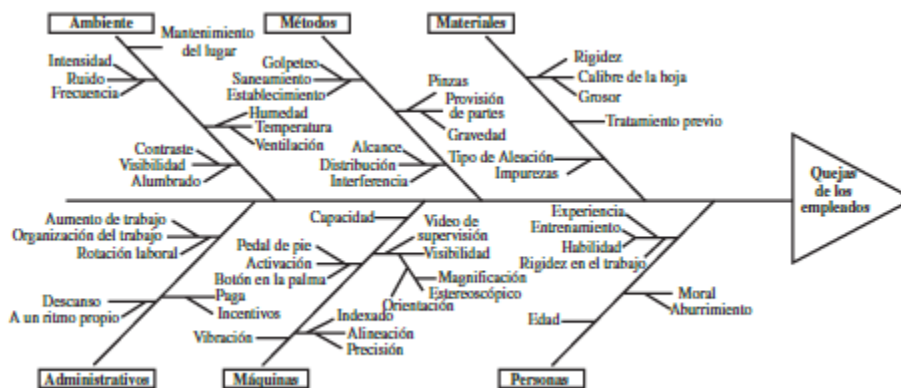 Ambiente
Métodos
Materiales
Mantenimiento
del lugar
Intensidad
Ruido
Frecuencia
Humedad
Temperatura
Ventilación
Contraste
Visibilidad
Alumbrado
Golpeteo
Saneamiento
Establecimiento
Pinzas
Provisión
de partes
Gravedad
Alcance
Distribución
Interferencia
Rigidez
Calibre de la hoja
Grosor
Tratamiento previo
Tipo de Aleación
Impurezas
Quejas
de los
empleados
Aumento de trabajo
Organización del trabajo
Rotación laboral
Descanso
A un ritmo propio
Paga
Incentivos
Capacidad
Video de
supervisión
Visibilidad
Magnificación
Estereoscópico
Orientación
Pedal de pie
Activación
Botón en la palma
Indexado
Alineación
Precisión
Vibración
Experiencia
Entrenamiento
Habilidad
Rigidez en el trabajo
Moral
Aburrimiento
Edad
Administrativos
Máquinas
Personas